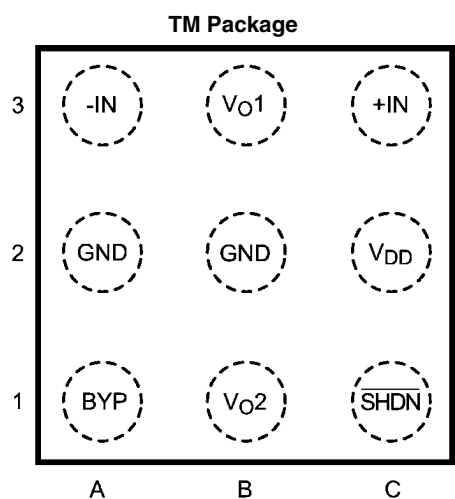 TM Package
3 -IN VO1 +IN
2 GND GND VDD
1 BYP VO2 SHDN
A B C